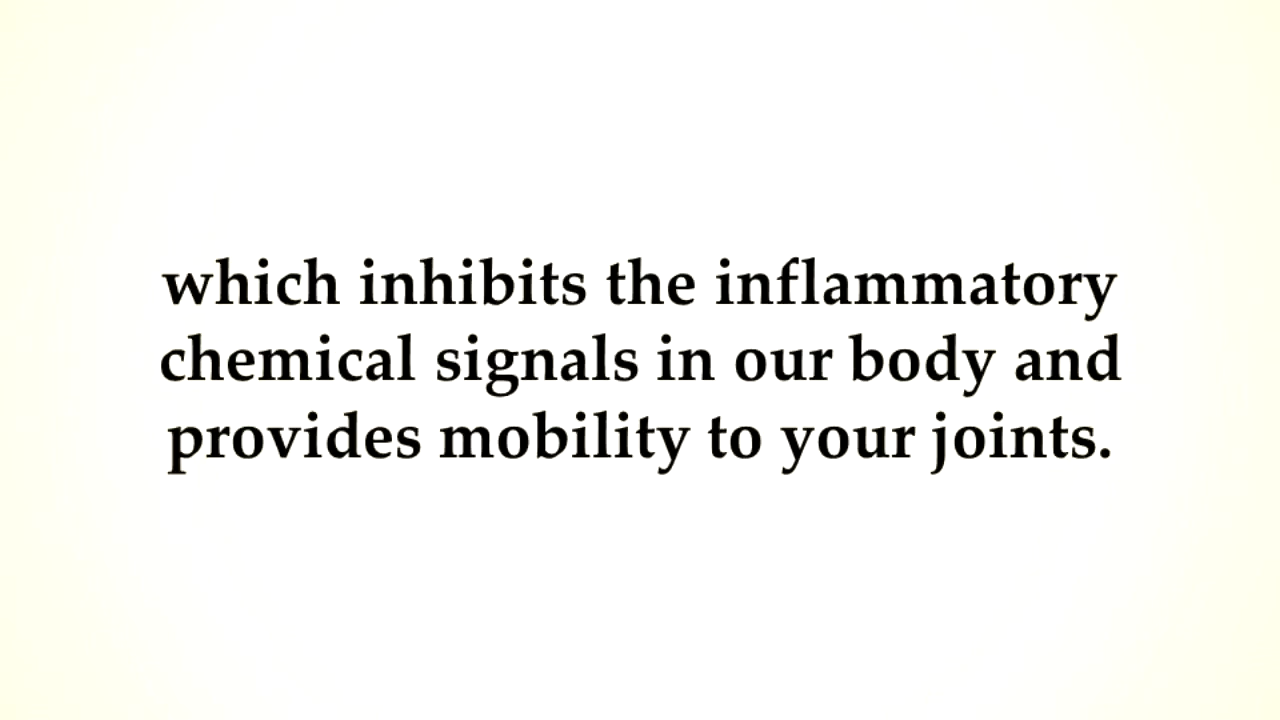 which inhibits the inflammatory
chemical signals in our body and
provides mobility to your joints.